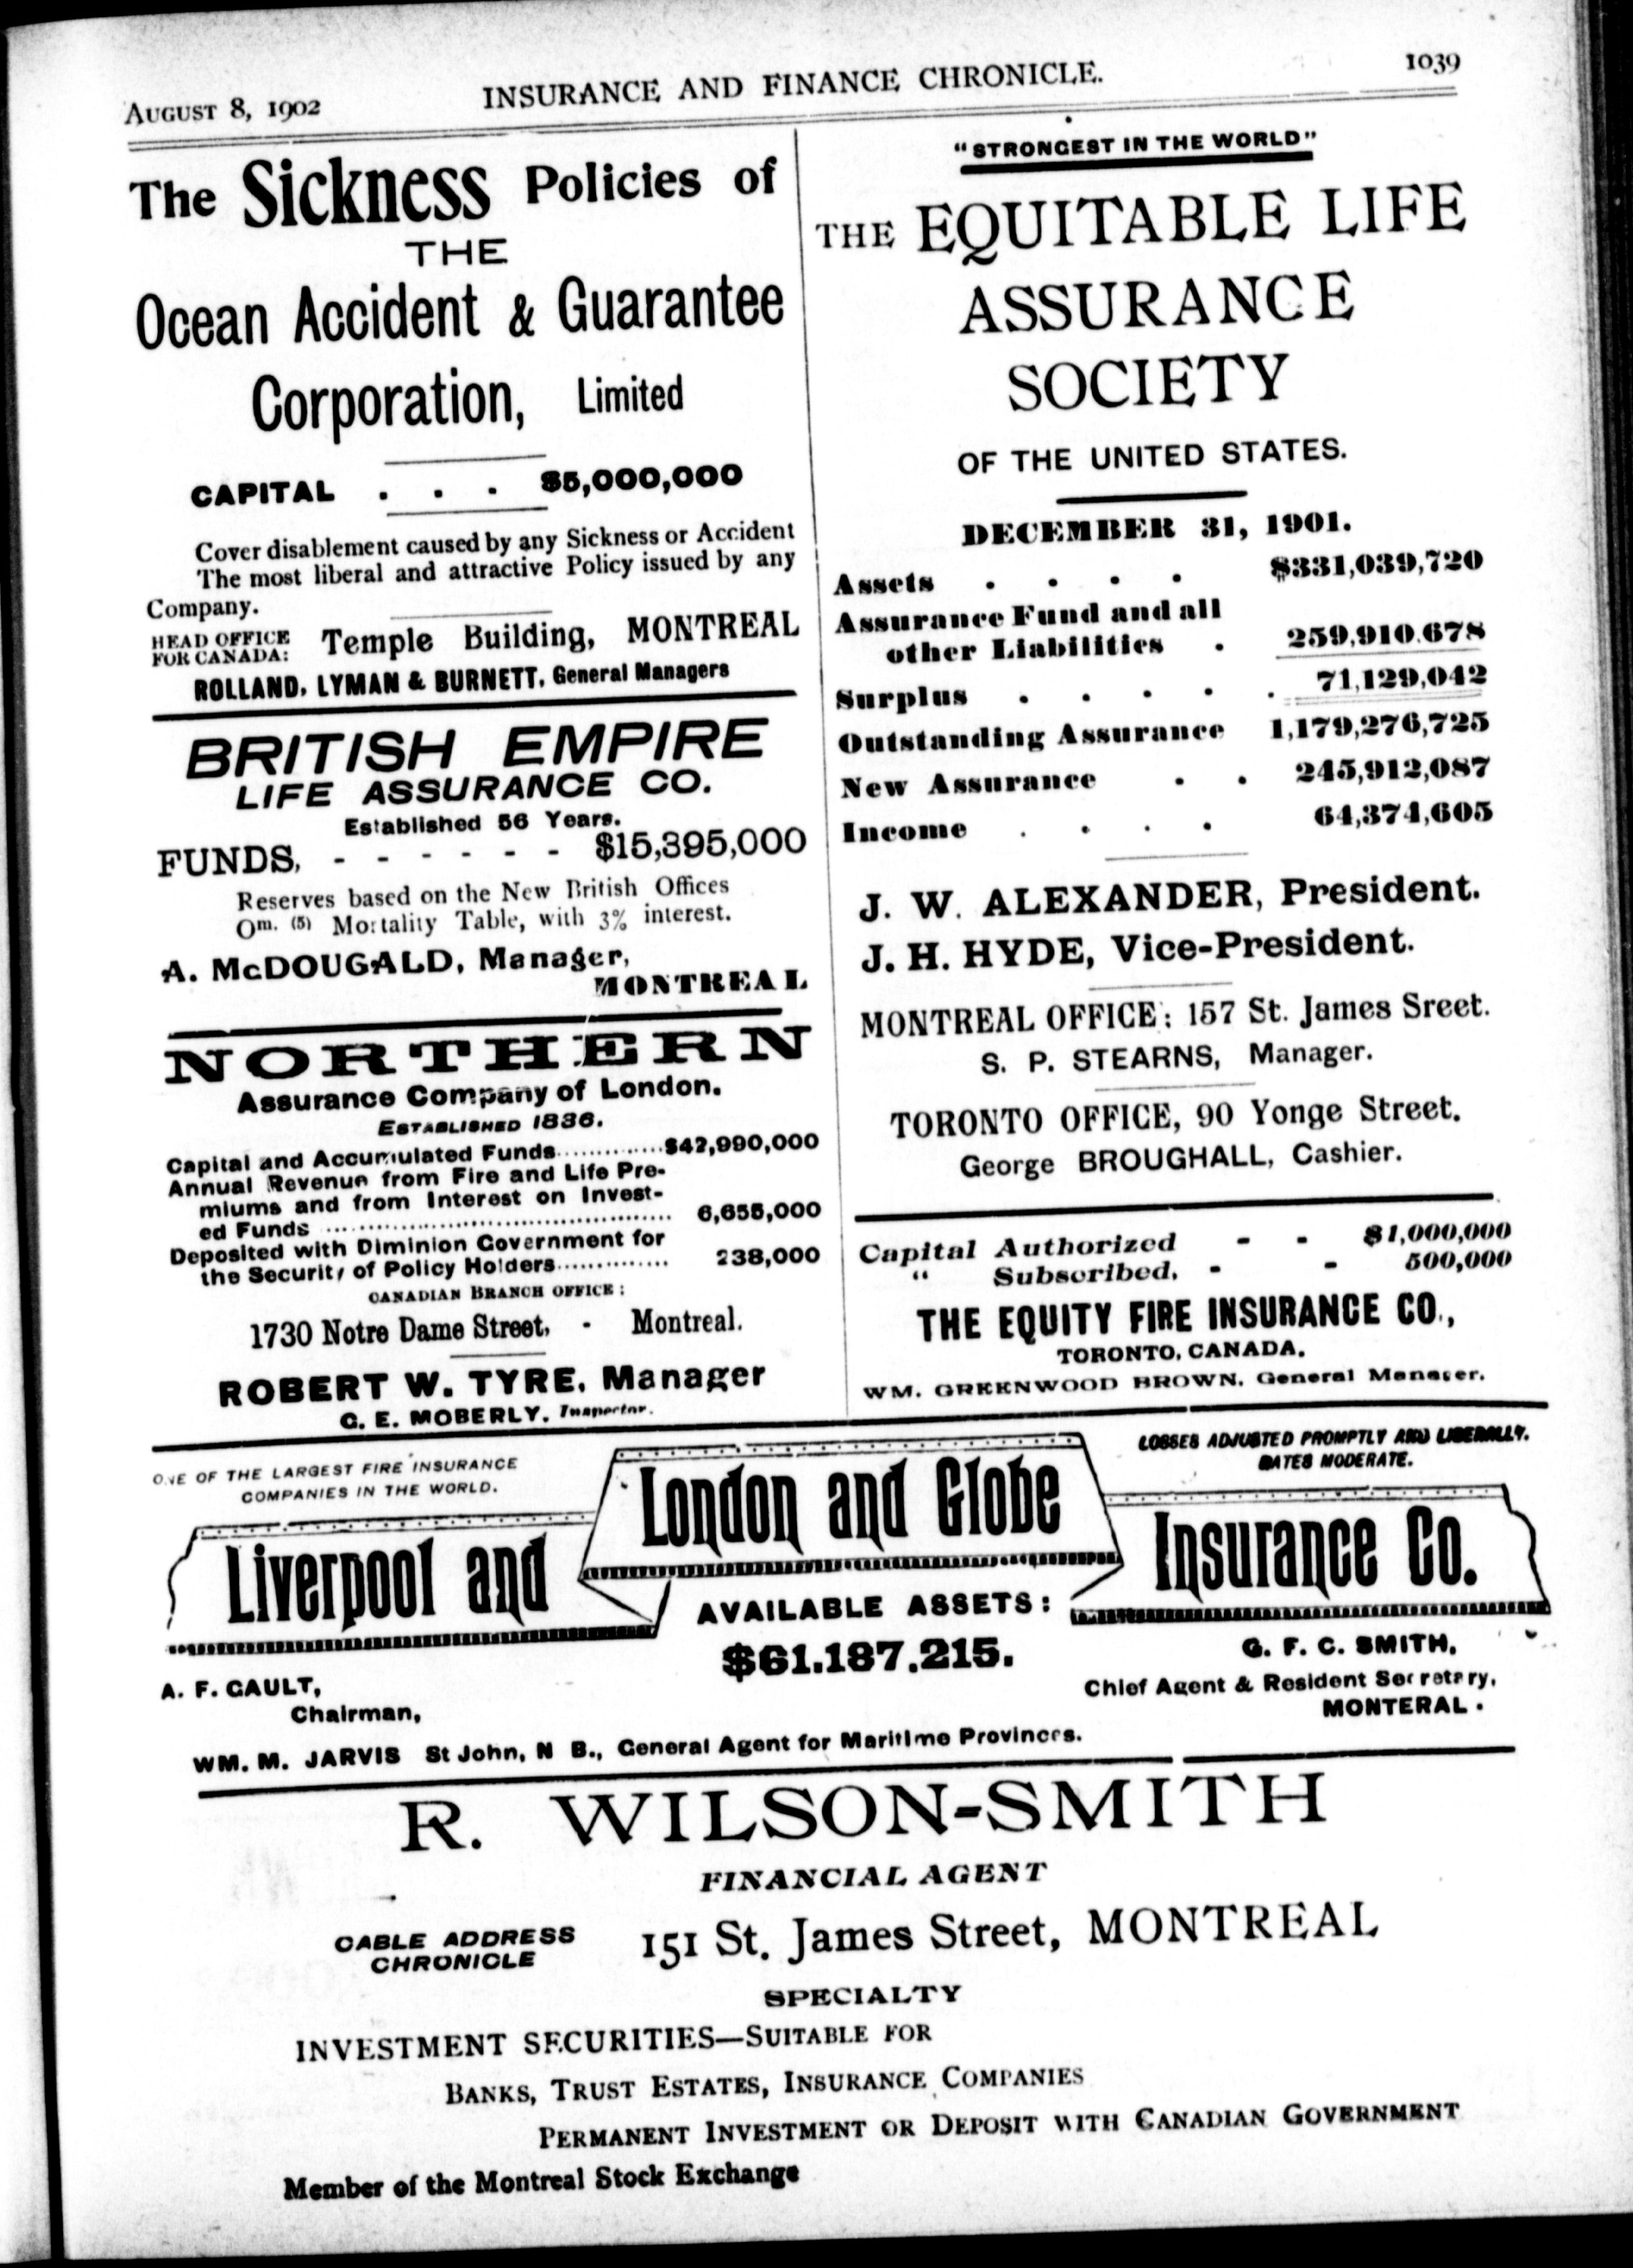 AUGUST 8, 1902
INSURANCE AND FINANCE CHRONICLE.
1039
The Sickness Policies of
THE
Ocean Accident & Guarantee
Corporation, Limited
CAPITAL . . . $5,000,000
Cover disablement caused by any Sickness or Accident
The most liberal and attractive Policy issued by any
Company.
HEAD OFFICE
FOR CANADA: Temple Building, MONTREAL
ROLLAND, LYMAN & BURNETT, General Managers
BRITISH EMPIRE
LIFE ASSURANCE CO.
Established 56 Years.
FUNDS, - - - - - - $15,395,000
Reserves based on the New British Offices
Om. (5) Mortality Table, with 3% interest.
A. McDOUGALD, Manager,
MONTREAL
NORTHERN
Assurance Company of London.
ESTABLISHED 1836.
Capital and Accumulated Funds..............$42,990,000
Annual Revenue from Fire and Life Pre-
miums and from Interest on Invest-
ed Funds ............................................ 6,655,000
Deposited with Diminion Government for
the Security of Policy Holders.............. 238,000
CANADIAN BRANCH OFFICE :
1730 Notre Dame Street, - Montreal.
ROBERT W. TYRE, Manager
G. E. MOBERLY, Inspector.
"STRONGEST IN THE WORLD"
THE EQUITABLE LIFE
ASSURANCE
SOCIETY
OF THE UNITED STATES.
DECEMBER 31, 1901.
Assets . . . . $331,039,720
Assurance Fund and all
other Liabilities . 259,910,678
Surplus . . . . . 71,129,042
Outstanding Assurance 1,179,276,725
New Assurance . . 245,912,087
Income . . . . 64,374,605
J. W. ALEXANDER, President.
J. H. HYDE, Vice-President.
MONTREAL OFFICE: 157 St. James Sreet.
S. P. STEARNS, Manager.
TORONTO OFFICE, 90 Yonge Street.
George BROUGHALL, Cashier.
Capital Authorized - - $1,000,000
" Subscribed, - - 500,000
THE EQUITY FIRE INSURANCE CO.,
TORONTO, CANADA.
WM. GREENWOOD BROWN, General Manager.
ONE OF THE LARGEST FIRE INSURANCE
COMPANIES IN THE WORLD.
LOSSES ADJUSTED PROMPTLY AND LIBERALLY.
RATES MODERATE.
Liverpool and London and Globe Insurance Co.
AVAILABLE ASSETS:
$61,187,215.
A. F. GAULT,
Chairman,
G. F. C. SMITH,
Chief Agent & Resident Secretary,
MONTERAL.
WM. M. JARVIS St John, N B., General Agent for Maritime Provinces.
R. WILSON-SMITH
FINANCIAL AGENT
CABLE ADDRESS
CHRONICLE
151 St. James Street, MONTREAL
SPECIALTY
INVESTMENT SECURITIES—SUITABLE FOR
BANKS, TRUST ESTATES, INSURANCE COMPANIES
PERMANENT INVESTMENT OR DEPOSIT WITH CANADIAN GOVERNMENT
Member of the Montreal Stock Exchange